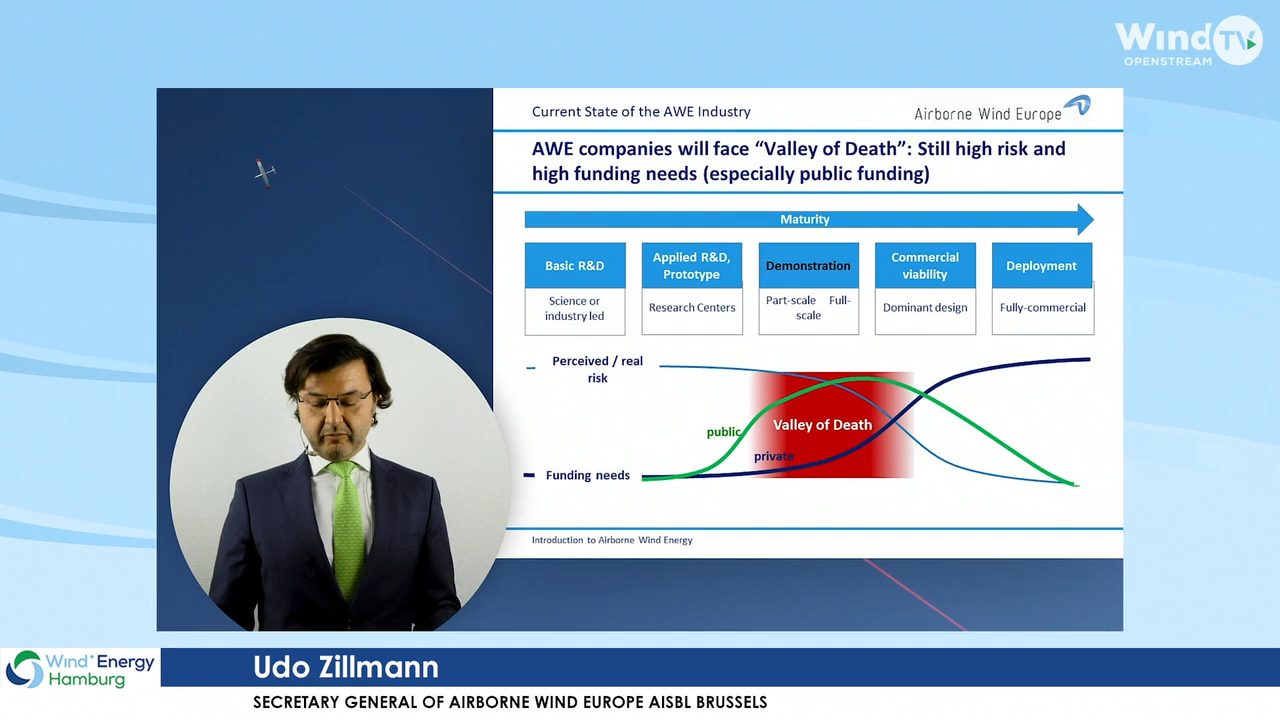 Wind TV
OPENSTREAM
Current State of the AWE Industry
Airborne Wind Europe
AWE companies will face “Valley of Death”: Still high risk and
high funding needs (especially public funding)
Maturity
Basic R&D
Science or
industry led
Applied R&D,
Prototype
Research Centers
Demonstration
Part-scale Full-
scale
Commercial
viability
Dominant design
Deployment
Fully-commercial
Perceived / real
risk
public
Valley of Death
private
Funding needs
Introduction to Airborne Wind Energy
Wind Energy
Hamburg
Udo Zillmann
SECRETARY GENERAL OF AIRBORNE WIND EUROPE AISBL BRUSSELS